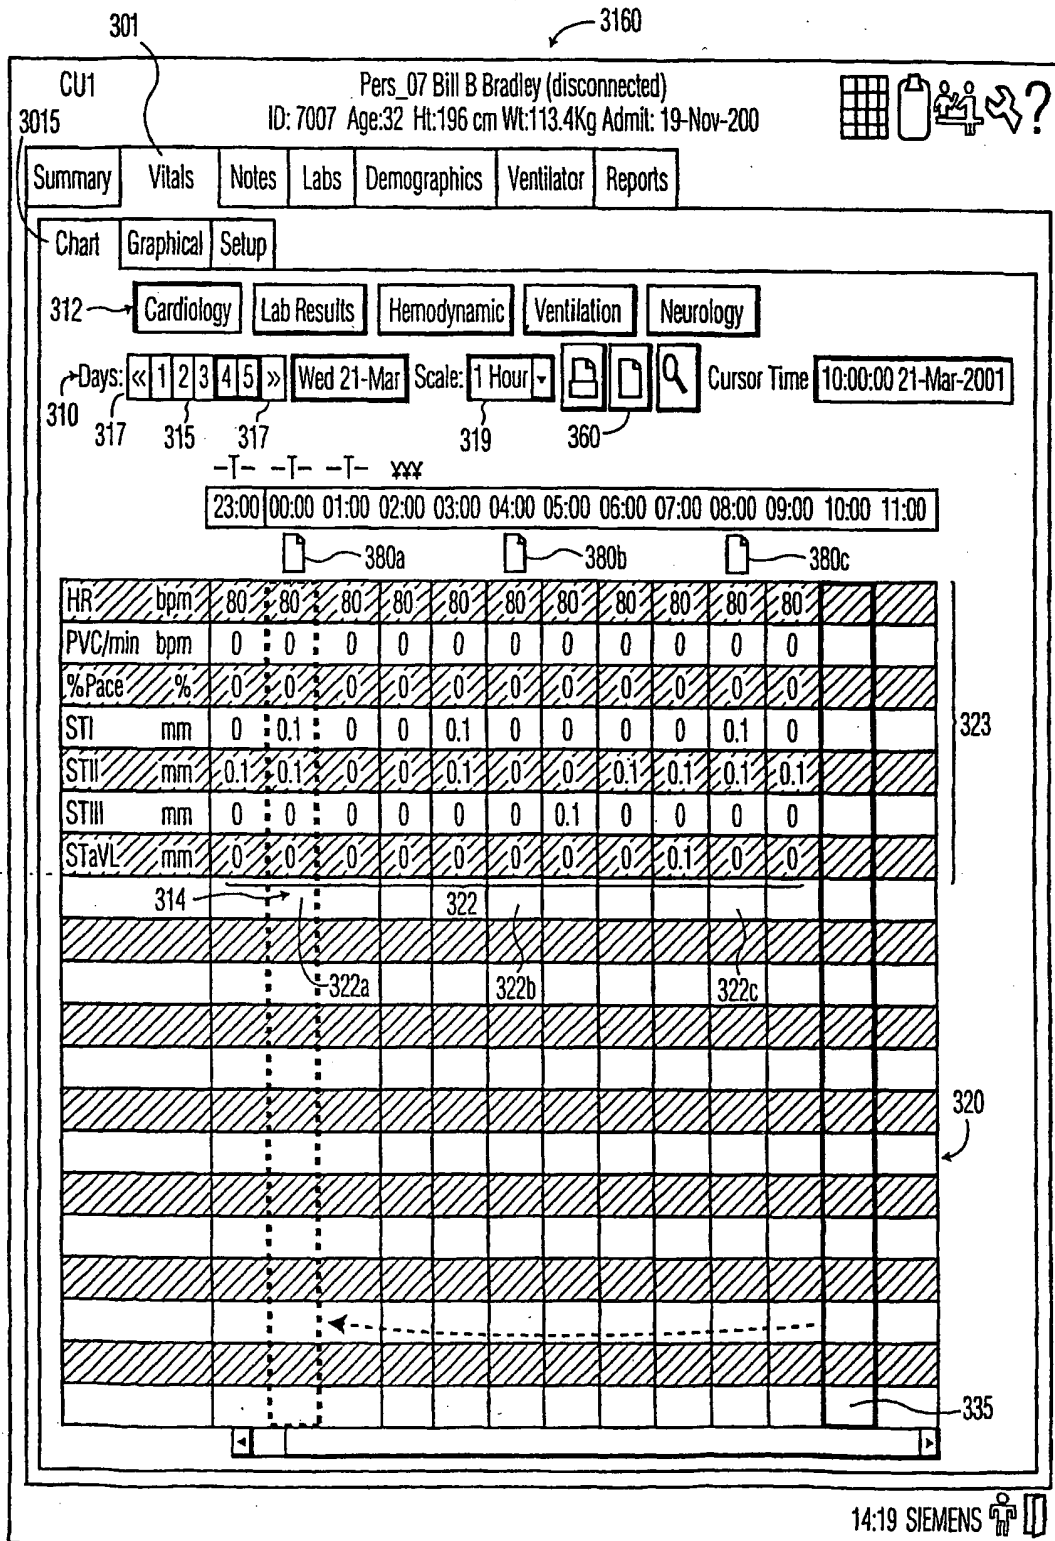 301
3160
CU1
Pers_07 Bill B Bradley (disconnected)
3015
ID: 7007 Age:32 Ht:196 cm Wt:113.4Kg Admit: 19-Nov-200
?
Summary Vitals Notes Labs Demographics Ventilator Reports
Chart Graphical Setup
312 Cardiology Lab Results Hemodynamic Ventilation Neurology
310 Days: « 1 2 3 4 5 » Wed 21-Mar Scale: 1 Hour Cursor Time 10:00:00 21-Mar-2001
317 315 317 319 360
-T- -T- -T- ¥¥¥
23:00 00:00 01:00 02:00 03:00 04:00 05:00 06:00 07:00 08:00 09:00 10:00 11:00
380a 380b 380c
HR bpm 80 80 80 80 80 80 80 80 80 80 80
PVC/min bpm 0 0 0 0 0 0 0 0 0 0 0
%Pace % 0 0 0 0 0 0 0 0 0 0 0
STI mm 0 0.1 0 0 0.1 0 0 0 0 0.1 0
323
STII mm 0.1 0.1 0 0 0.1 0 0 0.1 0.1 0.1 0.1
STIII mm 0 0 0 0 0 0 0.1 0 0 0 0
STaVL mm 0 0 0 0 0 0 0 0 0.1 0 0
314 322
322a 322b 322c
320
335
14:19 SIEMENS